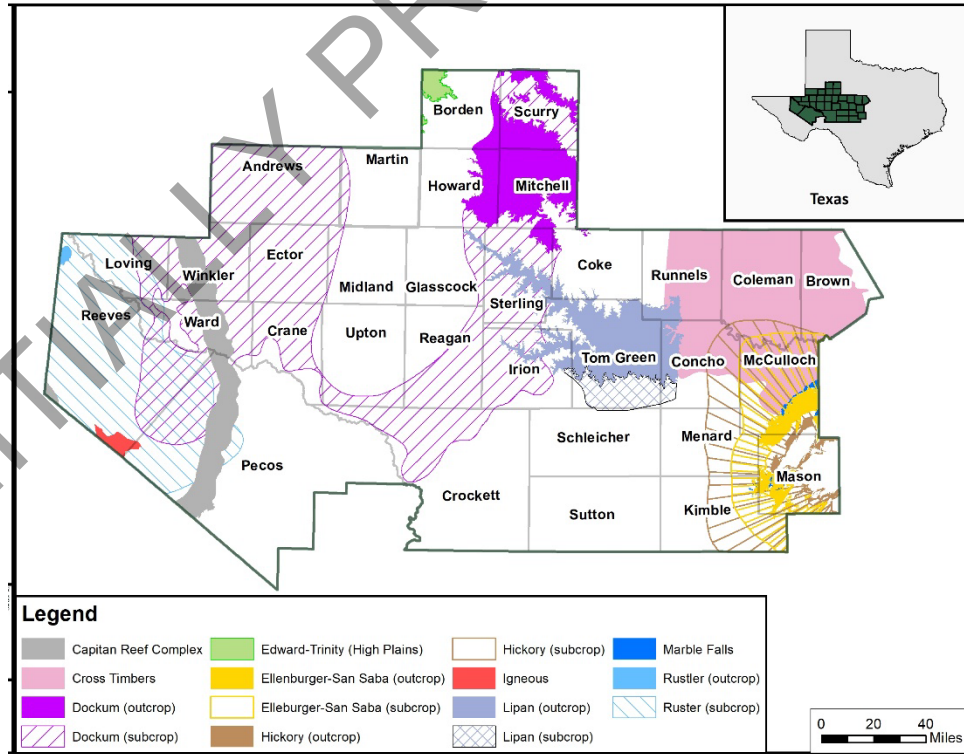 TIALLY PR
Borden
Scurry
Andrews
Martin
Howard
Mitchell
Texas
Loving
Winkler
Ector
Midland
Glasscock
Sterling
Coke
Runnels
Coleman
Brown
Reeves
Ward
Crane
Upton
Reagan
Irion
Tom Green
Concho
McCulloch
Pecos
Crockett
Schleicher
Menard
Mason
Sutton
Kimble
Legend
Capitan Reef Complex
Cross Timbers
Dockum (outcrop)
Dockum (subcrop)
Edward-Trinity (High Plains)
Ellenburger-San Saba (outcrop)
Elleburger-San Saba (subcrop)
Hickory (outcrop)
Hickory (subcrop)
Igneous
Lipan (outcrop)
Lipan (subcrop)
Marble Falls
Rustler (outcrop)
Ruster (subcrop)
0 20 40
Miles